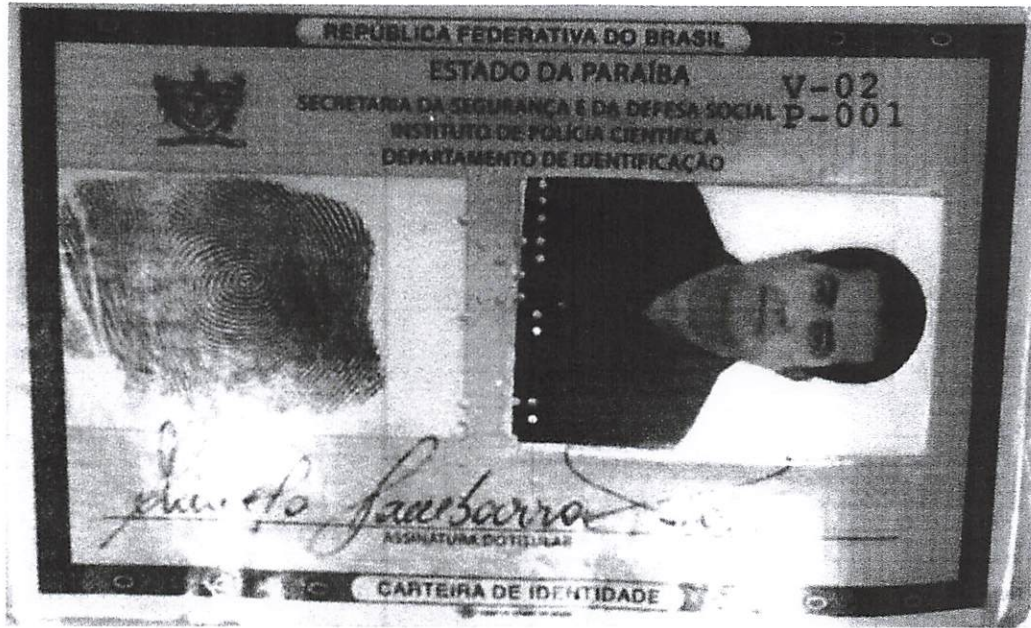 REPÚBLICA FEDERATIVA DO BRASIL
ESTADO DA PARAÍBA
V-02
SECRETARIA DA SEGURANÇA E DA DEFESA SOCIAL
P-001
INSTITUTO DE POLÍCIA CIENTÍFICA
DEPARTAMENTO DE IDENTIFICAÇÃO
ASSINATURA DO TITULAR
CARTEIRA DE IDENTIDADE